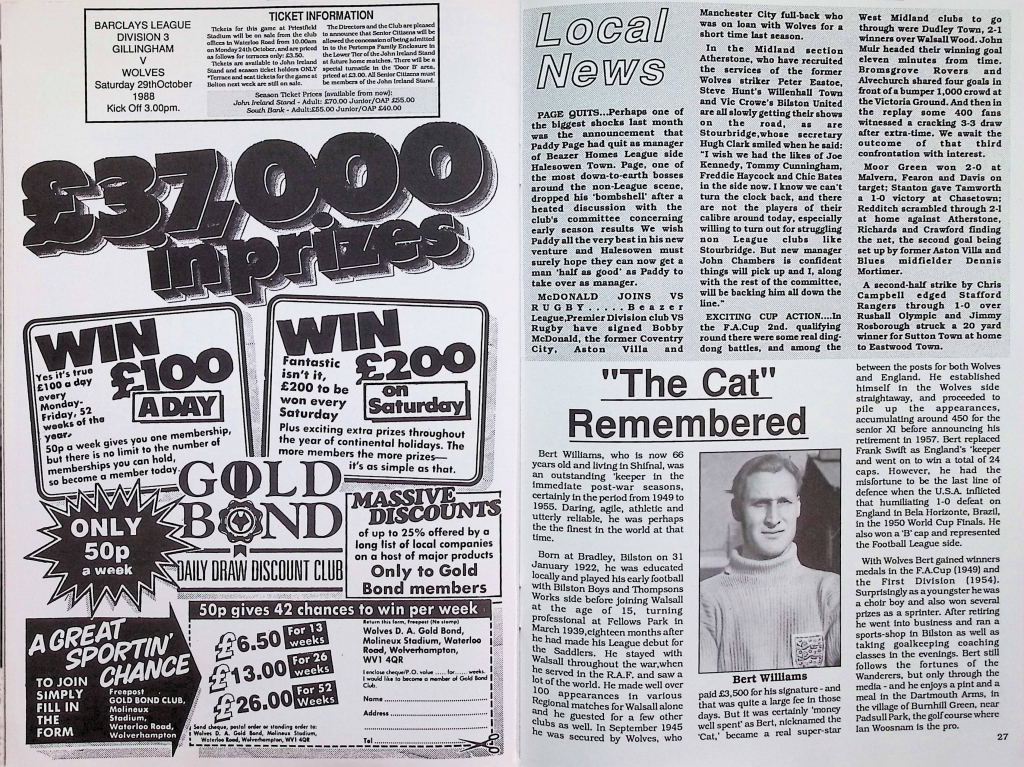 BARCLAYS LEAGUE
DIVISION 3
GILLINGHAM
V
WOLVES
Saturday 29thOctober
1988
Kick Off 3.00pm.
TICKET INFORMATION
Tickets for this game at Priestfield
Stadium will be on sale from the club
offices in Waterloo Road from 10.00am
on Monday 24th October, and are priced
as follows for terraces only: £3.50.
Tickets are available to John Ireland
Stand and season ticket holders ONLY
*Terrace and seat tickets for the game at
Bolton next week are still on sale.
The Directors and the Club are pleased
to announce that Senior Citizens will be
allowed the concession of being admitted
in to the Pertemps Family Enclosure in
the Lower Tier of the John Ireland Stand
at future home matches. There will be a
special turnstile in the 'Door B' area,
priced at £3.00. All Senior Citizens must
be members of the John Ireland Stand.
Season Ticket Prices (available from now):
John Ireland Stand - Adult: £70.00 Junior/OAP £55.00
South Bank - Adult:£55.00 Junior/OAP £40.00
£37,000
in prizes
WIN
£100
A DAY
Yes it's true
£100 a day
every
Monday-
Friday, 52
weeks of the
year.
50p a week gives you one membership,
but there is no limit to the number of
memberships you can hold,
so become a member today.
WIN
£200
on
Saturday
Fantastic
isn't it,
£200 to be
won every
Saturday
Plus exciting extra prizes throughout
the year of continental holidays. The
more members the more prizes—
it's as simple as that.
ONLY
50p
a week
GOLD
BOND
DAILY DRAW DISCOUNT CLUB
MASSIVE
DISCOUNTS
of up to 25% offered by a
long list of local companies
on a host of major products
Only to Gold
Bond members
A GREAT
SPORTIN'
CHANCE
TO JOIN
SIMPLY
FILL IN
THE
FORM
Freepost
GOLD BOND CLUB,
Molineux
Stadium,
Waterloo Road,
Wolverhampton
50p gives 42 chances to win per week
£6.50 For 13 weeks
£13.00 For 26 weeks
£26.00 For 52 weeks
Send cheque, postal order or standing order to:
Wolves D. A. Gold Bond, Molineux Stadium,
Waterloo Road, Wolverhampton, WV1 4QR
Return this form, Freepost (No stamp)
Wolves D. A. Gold Bond,
Molineux Stadium, Waterloo
Road, Wolverhampton,
WV1 4QR
I enclose cheque/P.O. value ..... for ..... weeks.
I would like to become a member of Gold Bond
Club.
Name
Address
Tel
Local
News
PAGE QUITS...Perhaps one of
the biggest shocks last month
was the announcement that
Paddy Page had quit as manager
of Beazer Homes League side
Halesowen Town. Page, one of
the most down-to-earth bosses
around the non-League scene,
dropped his 'bombshell' after a
heated discussion with the
club's committee concerning
early season results We wish
Paddy all the very best in his new
venture and Halesowen must
surely hope they can now get a
man 'half as good' as Paddy to
take over as manager.
McDONALD JOINS VS
RUGBY.....Beazer
League,Premier Division club VS
Rugby have signed Bobby
McDonald, the former Coventry
City, Aston Villa and
Manchester City full-back who
was on loan with Wolves for a
short time last season.
In the Midland section
Atherstone, who have recruited
the services of the former
Wolves striker Peter Eastoe,
Steve Hunt's Willenhall Town
and Vic Crowe's Bilston United
are all slowly getting their shows
on the road, as are
Stourbridge,whose secretary
Hugh Clark smiled when he said:
"I wish we had the likes of Joe
Kennedy, Tommy Cunningham,
Freddie Haycock and Chic Bates
in the side now. I know we can't
turn the clock back, and there
are not the players of their
calibre around today, especially
willing to turn out for struggling
non League clubs like
Stourbridge. But new manager
John Chambers is confident
things will pick up and I, along
with the rest of the committee,
will be backing him all down the
line."
EXCITING CUP ACTION....In
the F.A.Cup 2nd. qualifying
round there were some real ding-
dong battles, and among the
West Midland clubs to go
through were Dudley Town, 2-1
winners over Walsall Wood. John
Muir headed their winning goal
eleven minutes from time.
Bromsgrove Rovers and
Alvechurch shared four goals in
front of a bumper 1,000 crowd at
the Victoria Ground. And then in
the replay some 400 fans
witnessed a cracking 3-3 draw
after extra-time. We await the
outcome of that third
confrontation with interest.
Moor Green won 2-0 at
Malvern, Fearon and Davis on
target; Stanton gave Tamworth
a 1-0 victory at Chasetown;
Redditch scrambled through 2-1
at home against Atherstone,
Richards and Crawford finding
the net, the second goal being
set up by former Aston Villa and
Blues midfielder Dennis
Mortimer.
A second-half strike by Chris
Campbell edged Stafford
Rangers through 1-0 over
Rushall Olympic and Jimmy
Rosborough struck a 20 yard
winner for Sutton Town at home
to Eastwood Town.
"The Cat"
Remembered
Bert Williams, who is now 66
years old and living in Shifnal, was
an outstanding 'keeper in the
immediate post-war seasons,
certainly in the period from 1949 to
1955. Daring, agile, athletic and
utterly reliable, he was perhaps
the the finest in the world at that
time.
Born at Bradley, Bilston on 31
January 1922, he was educated
locally and played his early football
with Bilston Boys and Thompsons
Works side before joining Walsall
at the age of 15, turning
professional at Fellows Park in
March 1939,eighteen months after
he had made his League debut for
the Saddlers. He stayed with
Walsall throughout the war,when
he served in the R.A.F. and saw a
lot of the world. He made well over
100 appearances in various
Regional matches for Walsall alone
and he guested for a few other
clubs as well. In September 1945
he was secured by Wolves, who
Bert Williams
paid £3,500 for his signature - and
that was quite a large fee in those
days. But it was certainly 'money
well spent' as Bert, nicknamed the
'Cat,' became a real super-star
between the posts for both Wolves
and England. He established
himself in the Wolves side
straightaway, and proceeded to
pile up the appearances,
accumulating around 450 for the
senior XI before announcing his
retirement in 1957. Bert replaced
Frank Swift as England's 'keeper
and went on to win a total of 24
caps. However, he had the
misfortune to be the last line of
defence when the U.S.A. inflicted
that humiliating 1-0 defeat on
England in Bela Horizonte, Brazil,
in the 1950 World Cup Finals. He
also won a 'B' cap and represented
the Football League side.
With Wolves Bert gained winners
medals in the F.A.Cup (1949) and
the First Division (1954).
Surprisingly as a youngster he was
a choir boy and also won several
prizes as a sprinter. After retiring
he went into business and ran a
sports-shop in Bilston as well as
taking goalkeeping coaching
classes in the evenings. Bert still
follows the fortunes of the
Wanderers, but only through the
media - and he enjoys a pint and a
meal in the Dartmouth Arms, in
the village of Burnhill Green, near
Patshull Park, the golf course where
Ian Woosnam is the pro.
27